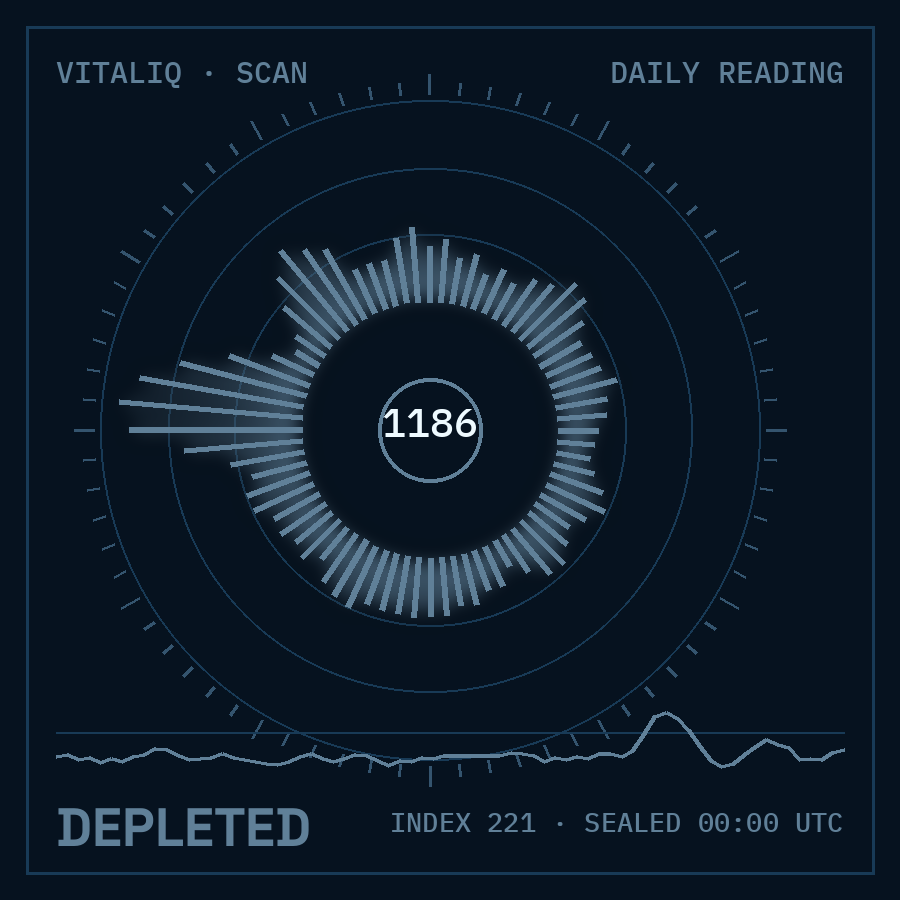 VITALIQ · SCAN
DAILY READING
1186
DEPLETED
INDEX 221 · SEALED 00:00 UTC